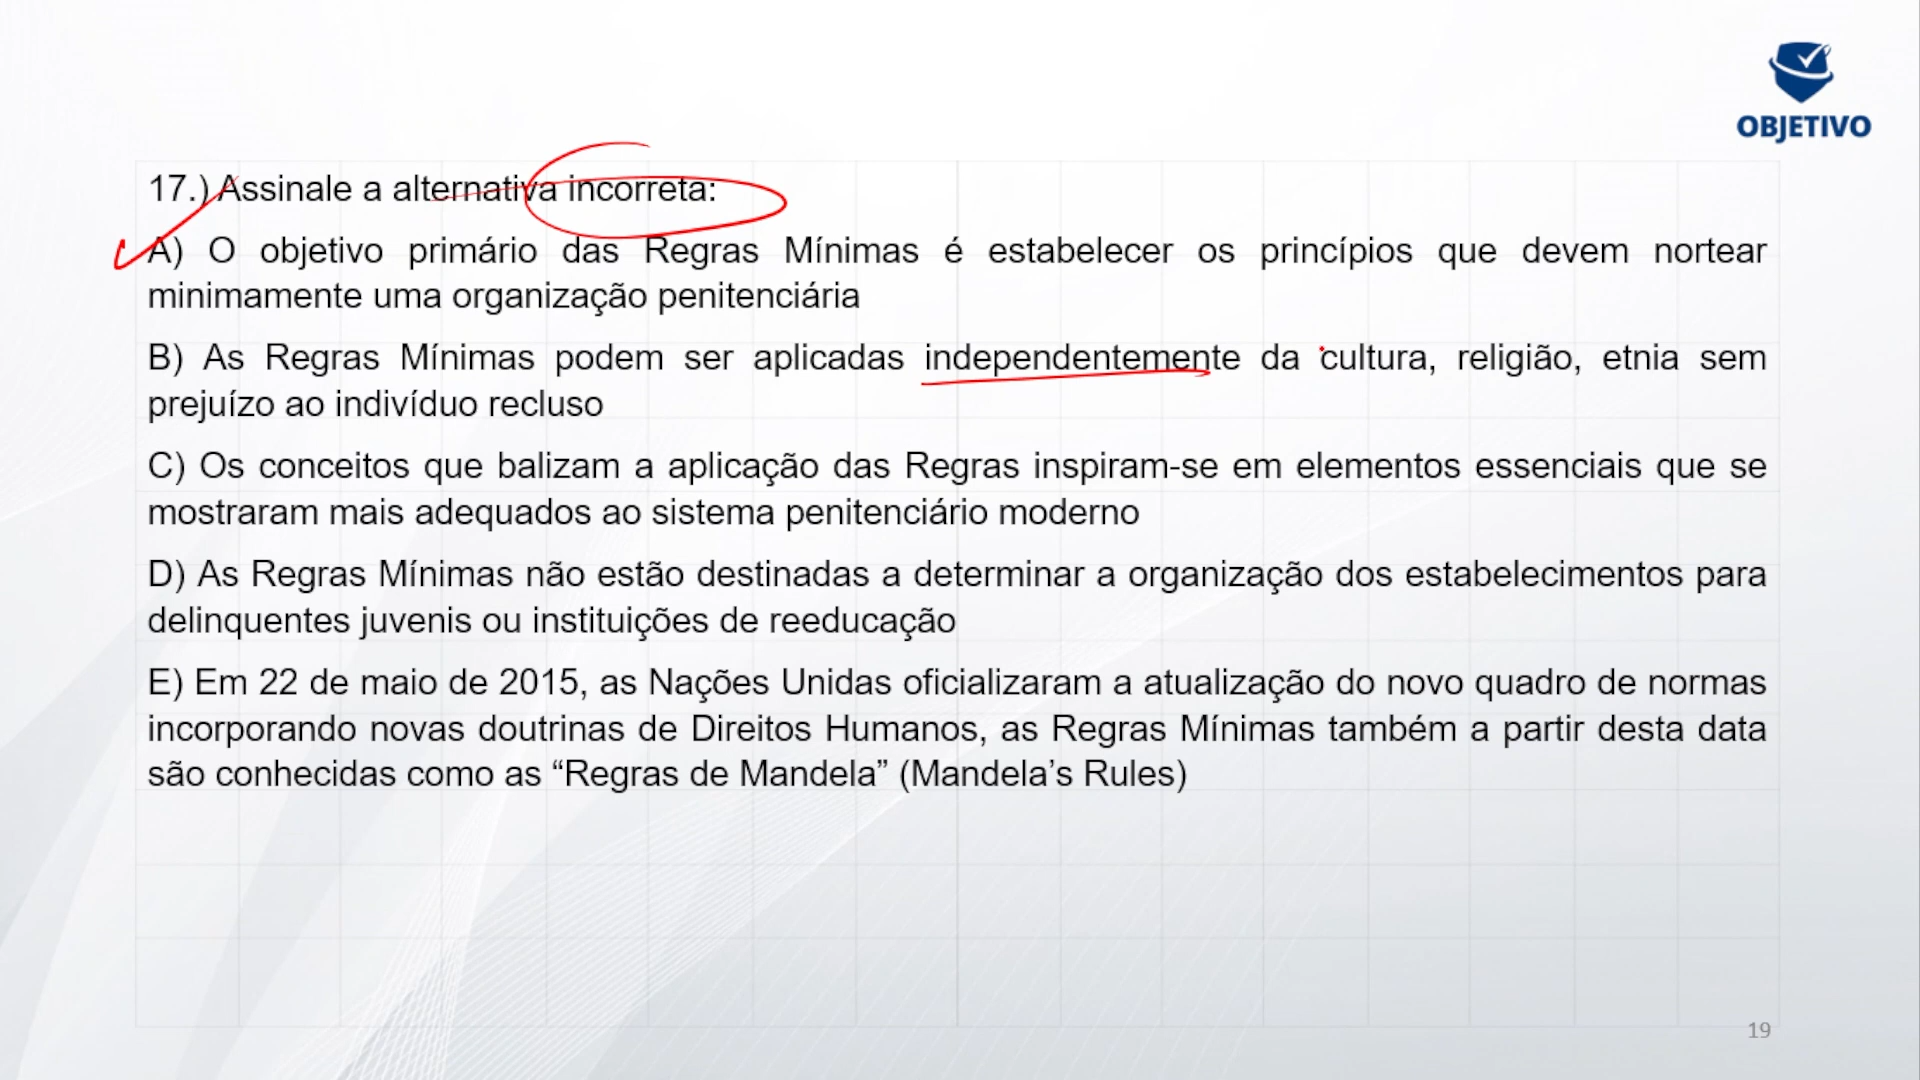 OBJETIVO
17.) Assinale a alternativa incorreta:
A) O objetivo primário das Regras Mínimas é estabelecer os princípios que devem nortear
minimamente uma organização penitenciária
B) As Regras Mínimas podem ser aplicadas independentemente da cultura, religião, etnia sem
prejuízo ao indivíduo recluso
C) Os conceitos que balizam a aplicação das Regras inspiram-se em elementos essenciais que se
mostraram mais adequados ao sistema penitenciário moderno
D) As Regras Mínimas não estão destinadas a determinar a organização dos estabelecimentos para
delinquentes juvenis ou instituições de reeducação
E) Em 22 de maio de 2015, as Nações Unidas oficializaram a atualização do novo quadro de normas
incorporando novas doutrinas de Direitos Humanos, as Regras Mínimas também a partir desta data
são conhecidas como as “Regras de Mandela” (Mandela’s Rules)
19